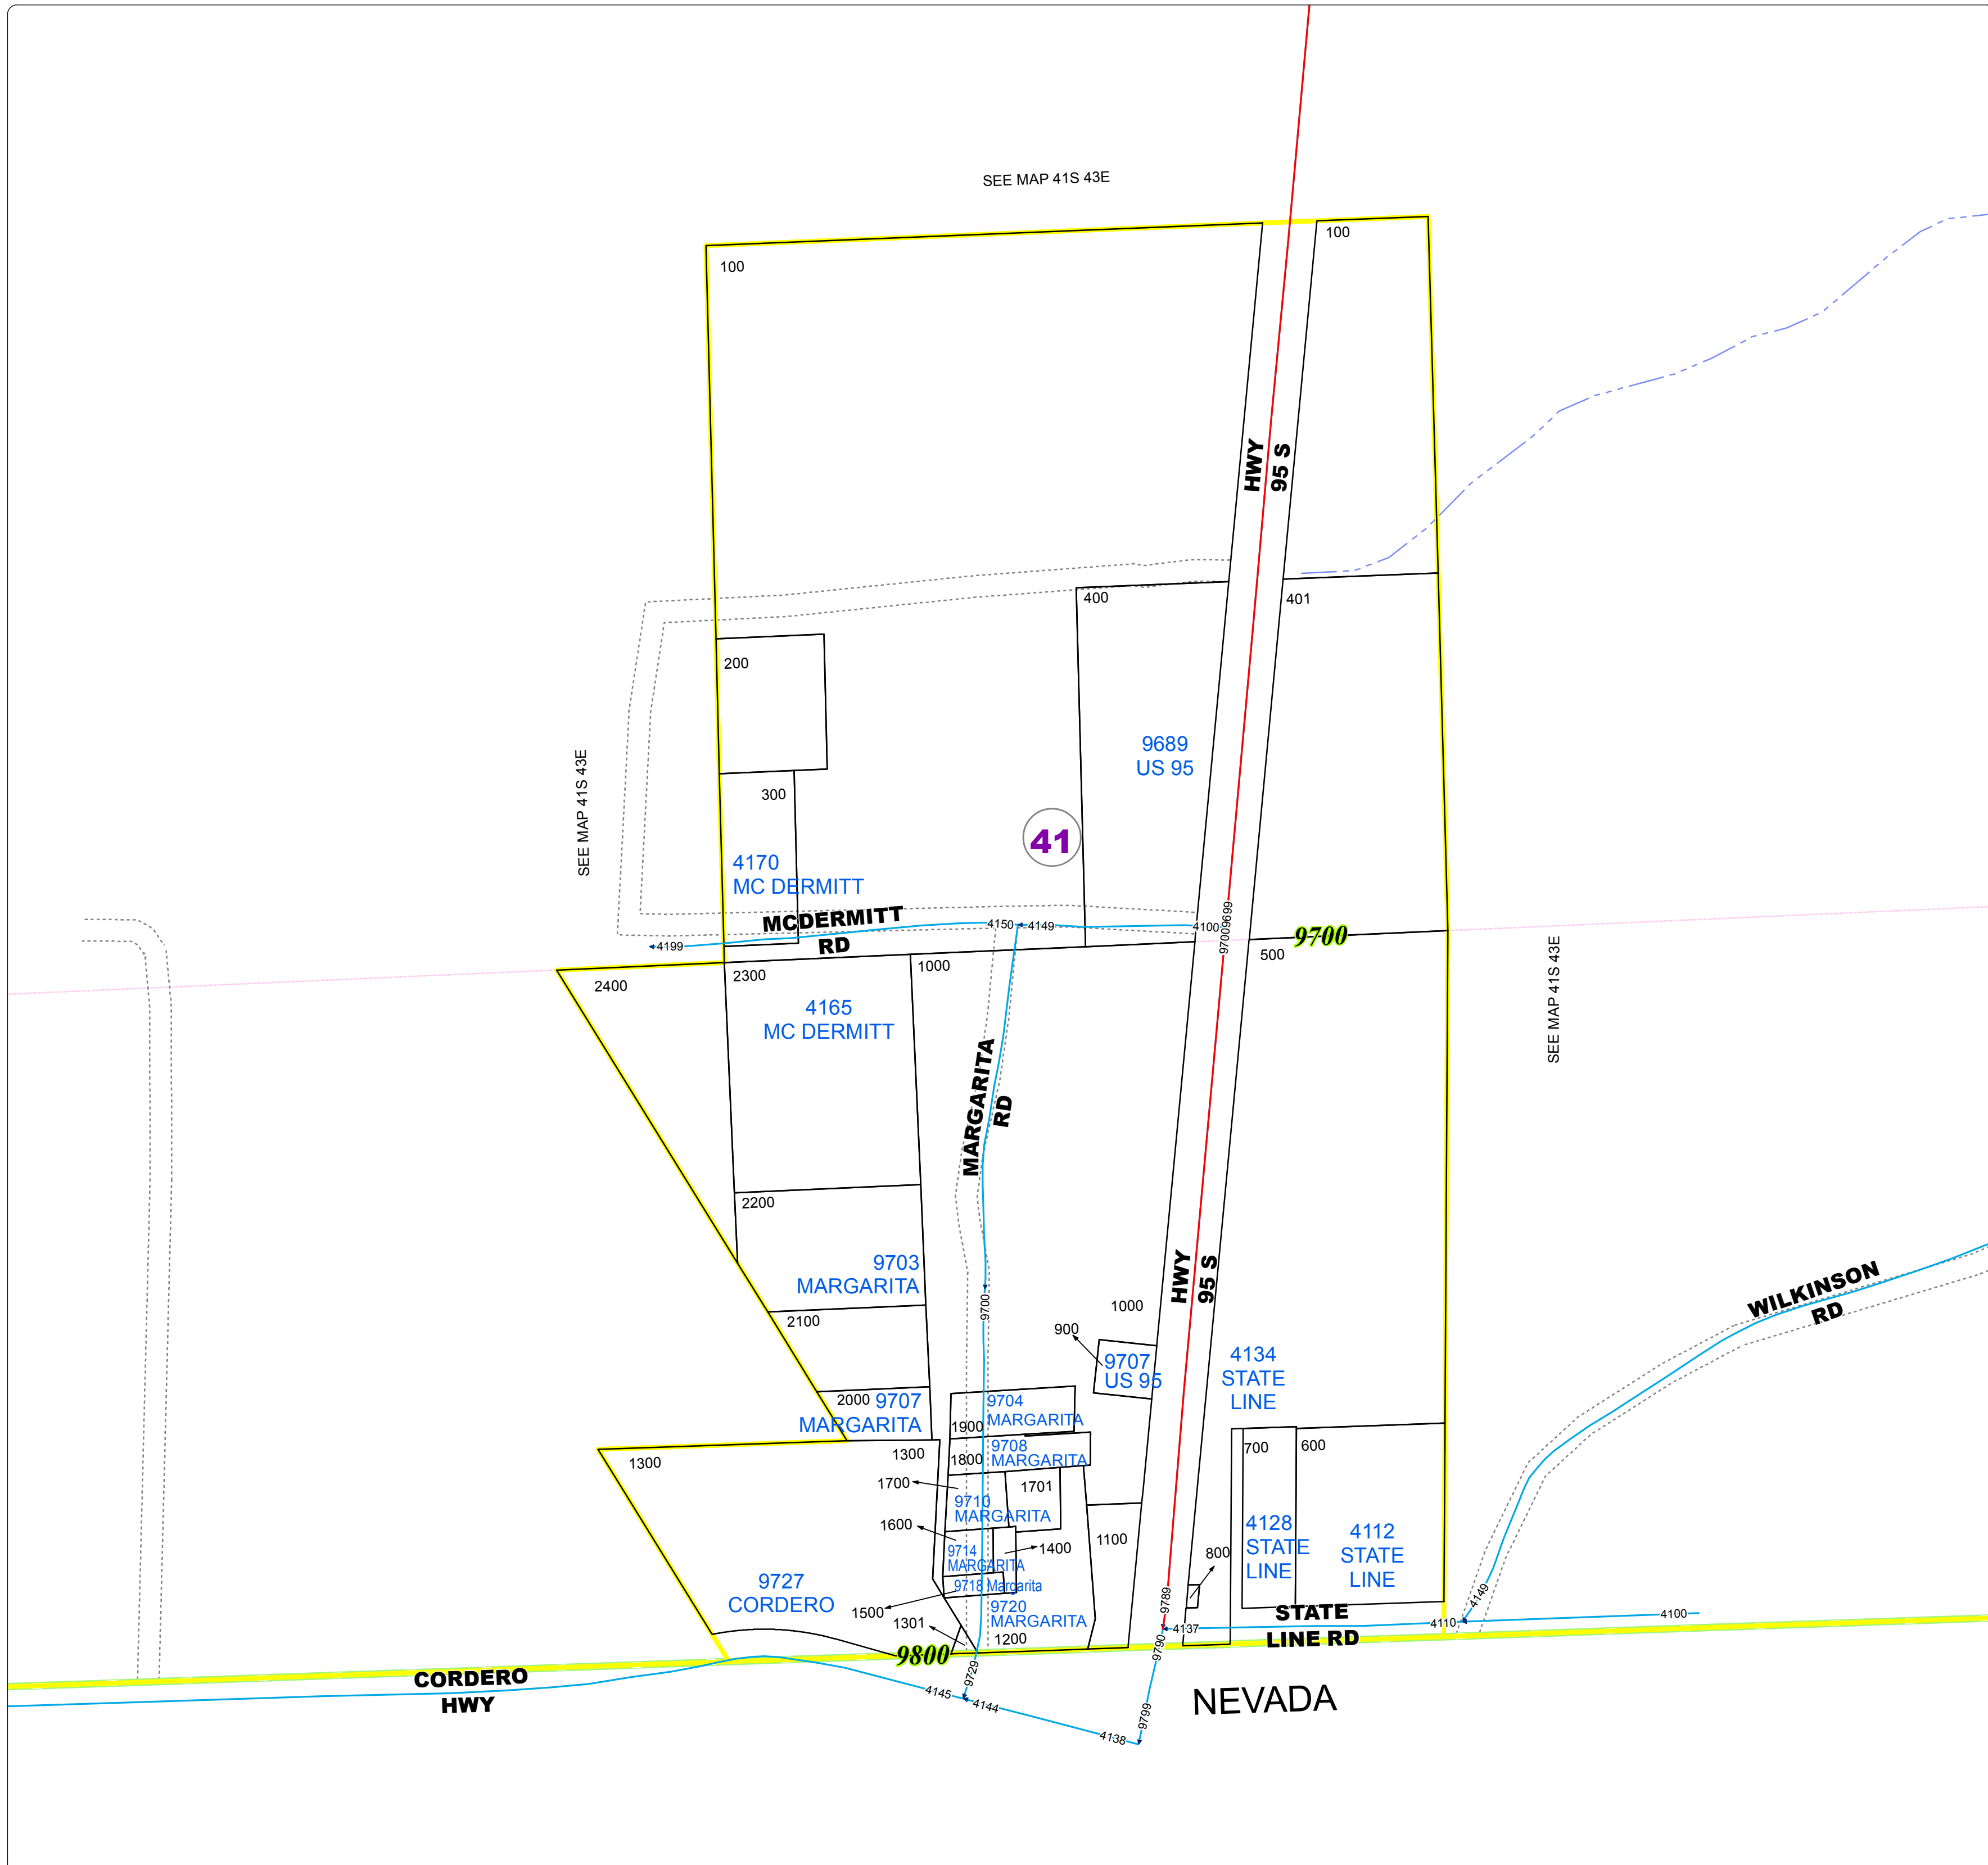 SEE MAP 41S 43E
100
100
HWY
95 S
400
401
200
9689
US 95
SEE MAP 41S 43E
300
41
4170
MC DERMITT
MCDERMITT
RD
4199
4150
4149
4100
9699
9700
9700
SEE MAP 41S 43E
500
2400
2300
1000
4165
MC DERMITT
MARGARITA
RD
2200
9703
MARGARITA
HWY
95 S
WILKINSON
RD
9700
1000
2100
900
9707
US 95
4134
STATE
LINE
2000
9707
MARGARITA
9704
MARGARITA
1900
9708
MARGARITA
1800
1300
1300
700
600
1700
1701
9710
MARGARITA
1600
9714
MARGARITA
1400
1100
4128
STATE
LINE
4112
STATE
LINE
800
9727
CORDERO
9718 Margarita
1500
9720
MARGARITA
1301
1200
9789
4137
STATE
LINE RD
4110
4149
4100
9800
9790
CORDERO
HWY
9729
4145
4144
9799
4138
NEVADA